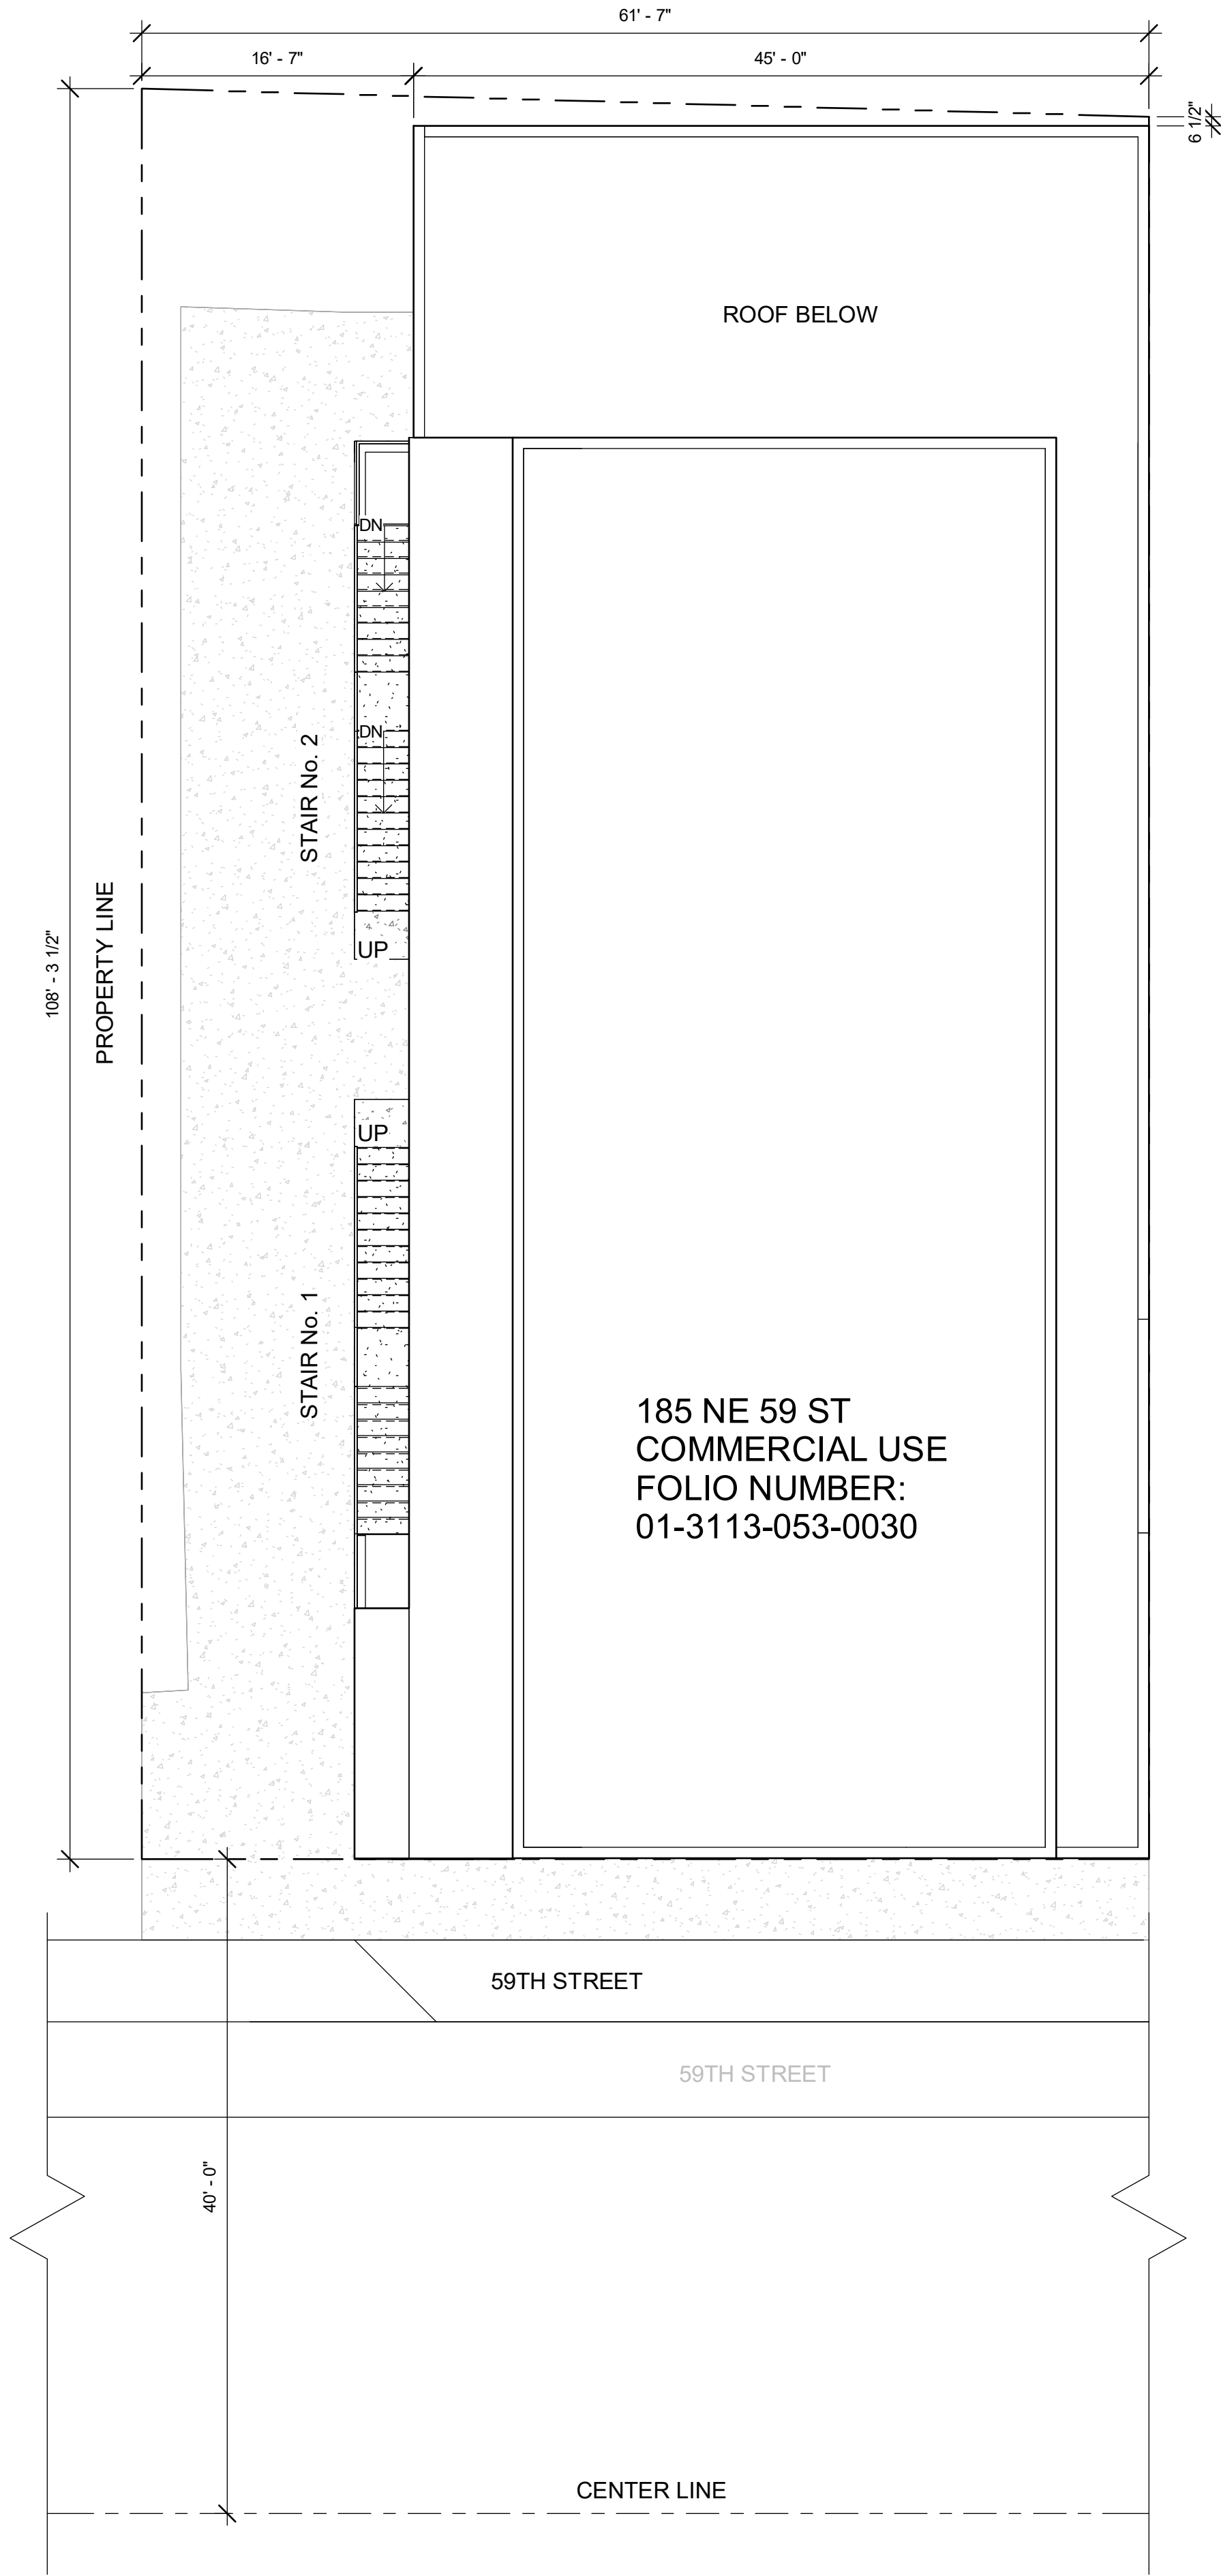 61' - 7"
16' - 7"
45' - 0"
6 1/2"
ROOF BELOW
DN
DN
STAIR No. 2
UP
PROPERTY LINE
108' - 3 1/2"
UP
STAIR No. 1
185 NE 59 ST
COMMERCIAL USE
FOLIO NUMBER:
01-3113-053-0030
59TH STREET
59TH STREET
40' - 0"
CENTER LINE